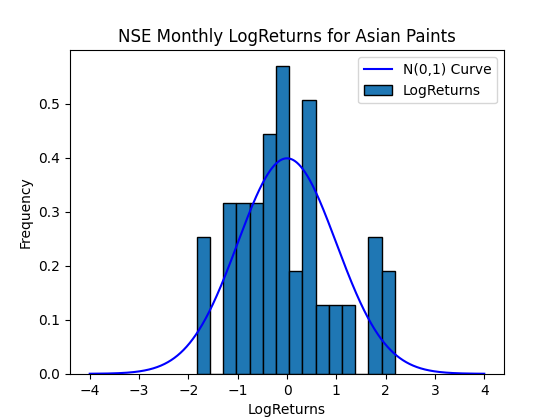 NSE Monthly LogReturns for Asian Paints
N(0,1) Curve
LogReturns
Frequency
0.5
0.4
0.3
0.2
0.1
0.0
−4 −3 −2 −1 0 1 2 3 4
LogReturns